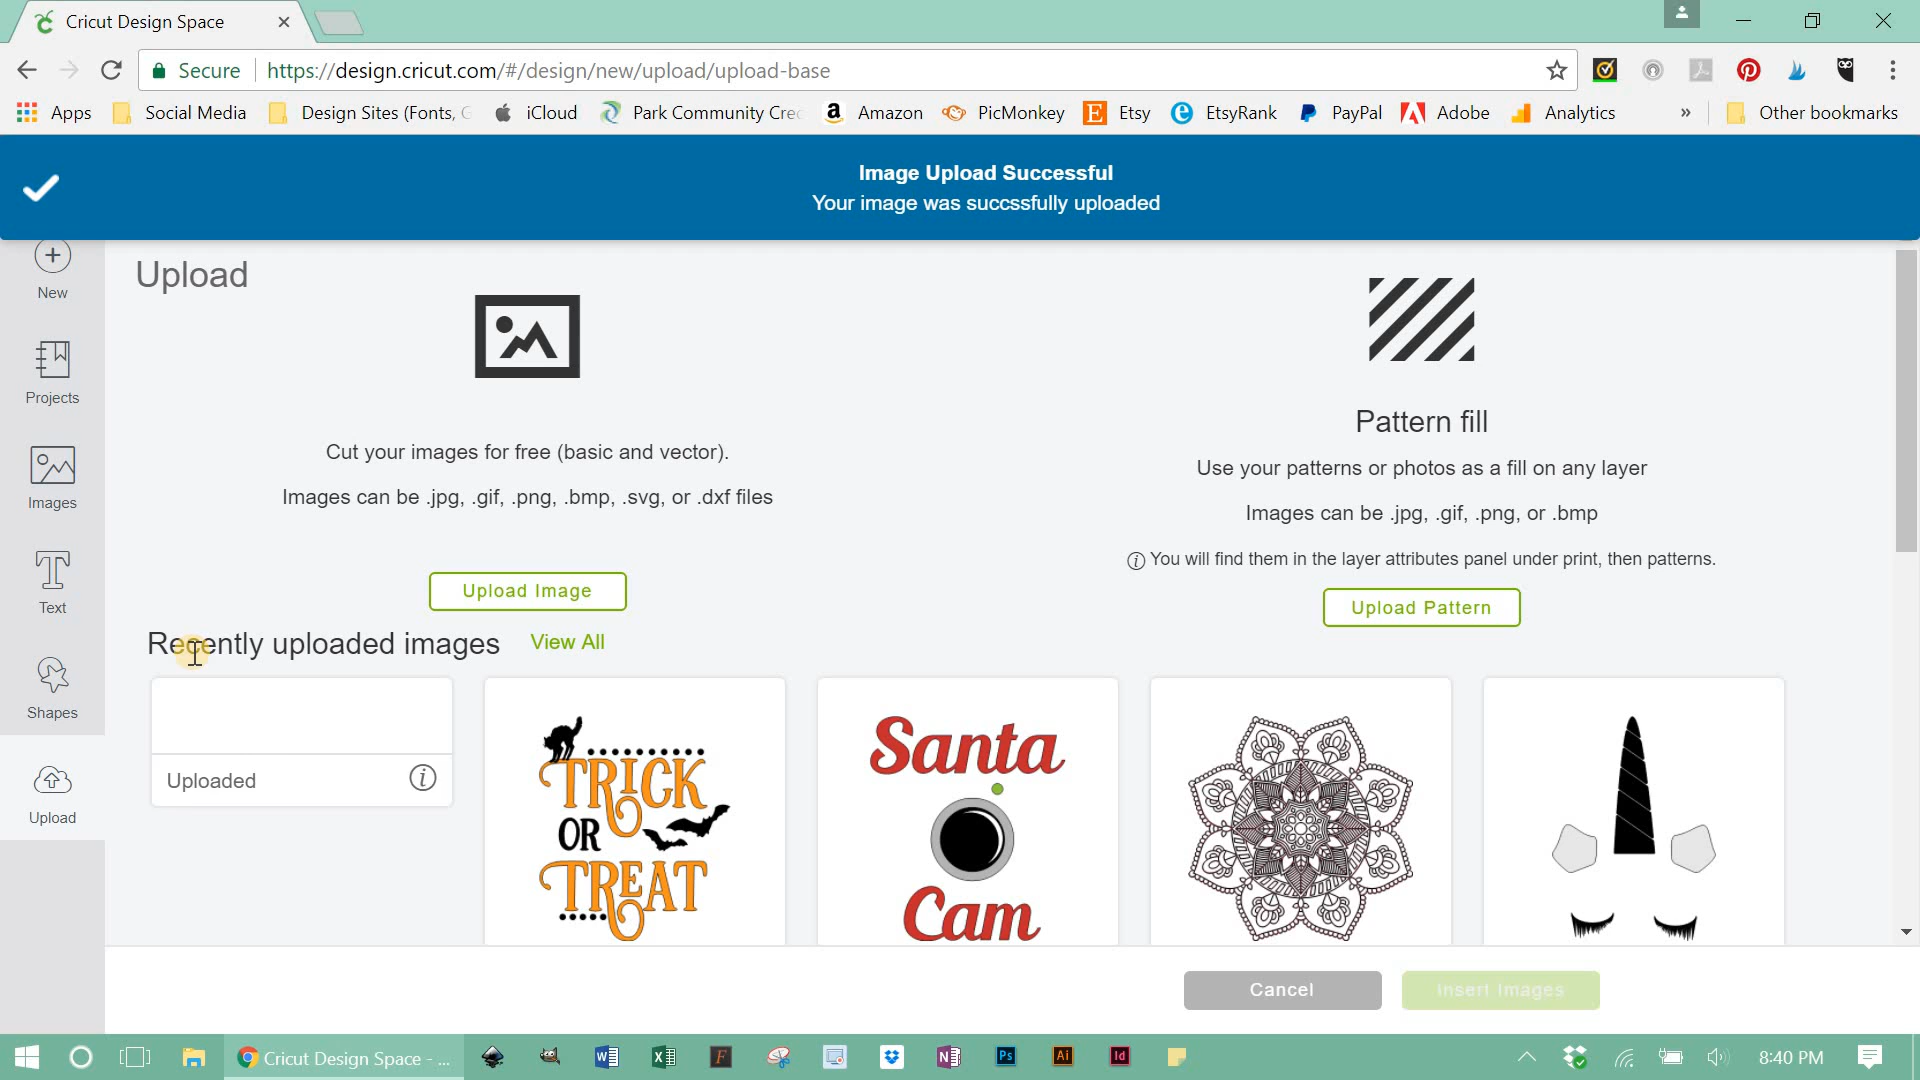 Cricut Design Space
Secure https://design.cricut.com/#/design/new/upload/upload-base
Apps Social Media Design Sites (Fonts, G iCloud Park Community Cred Amazon PicMonkey Etsy EtsyRank PayPal Adobe Analytics » Other bookmarks
Image Upload Successful
Your image was succssfully uploaded
New
Projects
Images
Text
Shapes
Upload
Upload
Cut your images for free (basic and vector).
Images can be .jpg, .gif, .png, .bmp, .svg, or .dxf files
Upload Image
Pattern fill
Use your patterns or photos as a fill on any layer
Images can be .jpg, .gif, .png, or .bmp
You will find them in the layer attributes panel under print, then patterns.
Upload Pattern
Recently uploaded images View All
Uploaded
TRICK
OR
TREAT
Santa
Cam
Cancel Insert Images
Cricut Design Space - ...
Ps Ai Id
8:40 PM